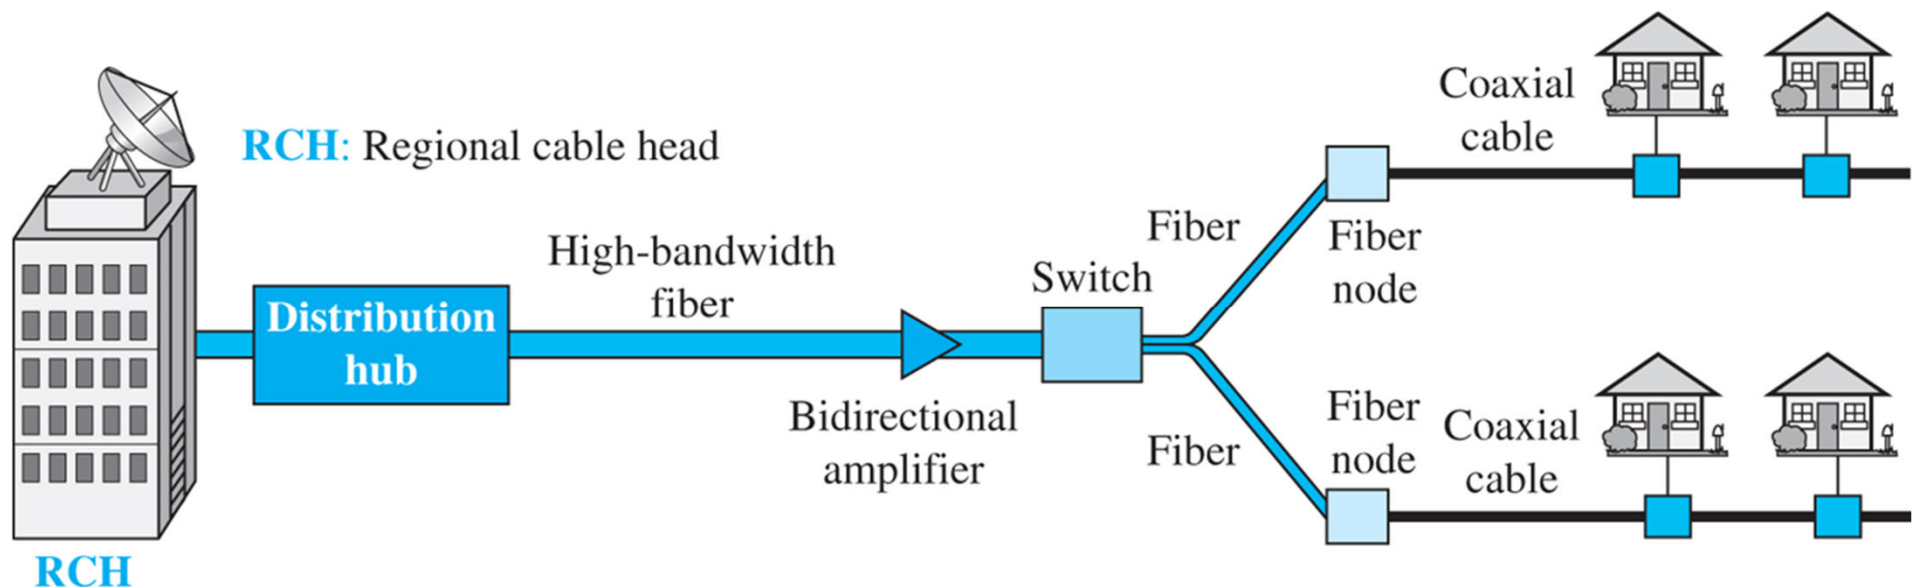 RCH: Regional cable head
RCH
Distribution
hub
High-bandwidth
fiber
Bidirectional
amplifier
Switch
Fiber
Fiber
Fiber
node
Coaxial
cable
Fiber
node
Coaxial
cable